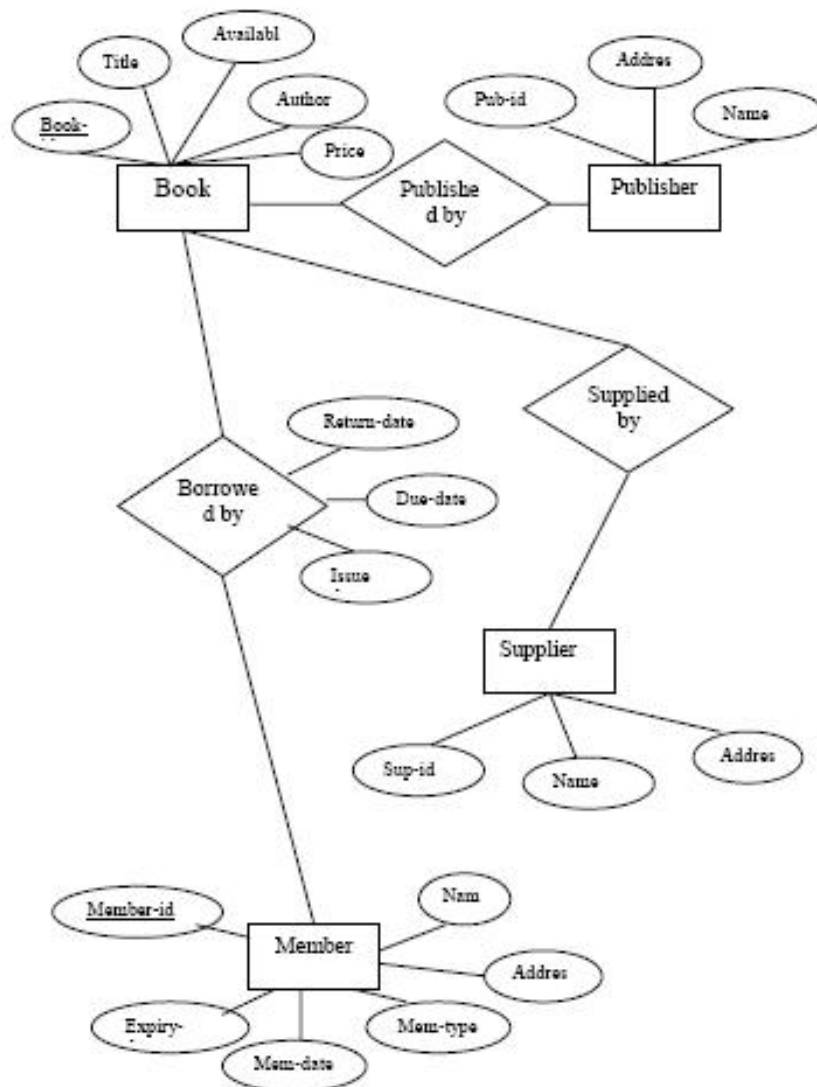 Availabl
Title
Addres
Pub-id
Author
Name
Book-
Price
Book
Publishe
d by
Publisher
Supplied
by
Return-date
Borrowe
d by
Due-date
Issue
Supplier
Sup-id
Name
Addres
Member-id
Nam
Member
Addres
Expiry-
Mem-type
Mem-date